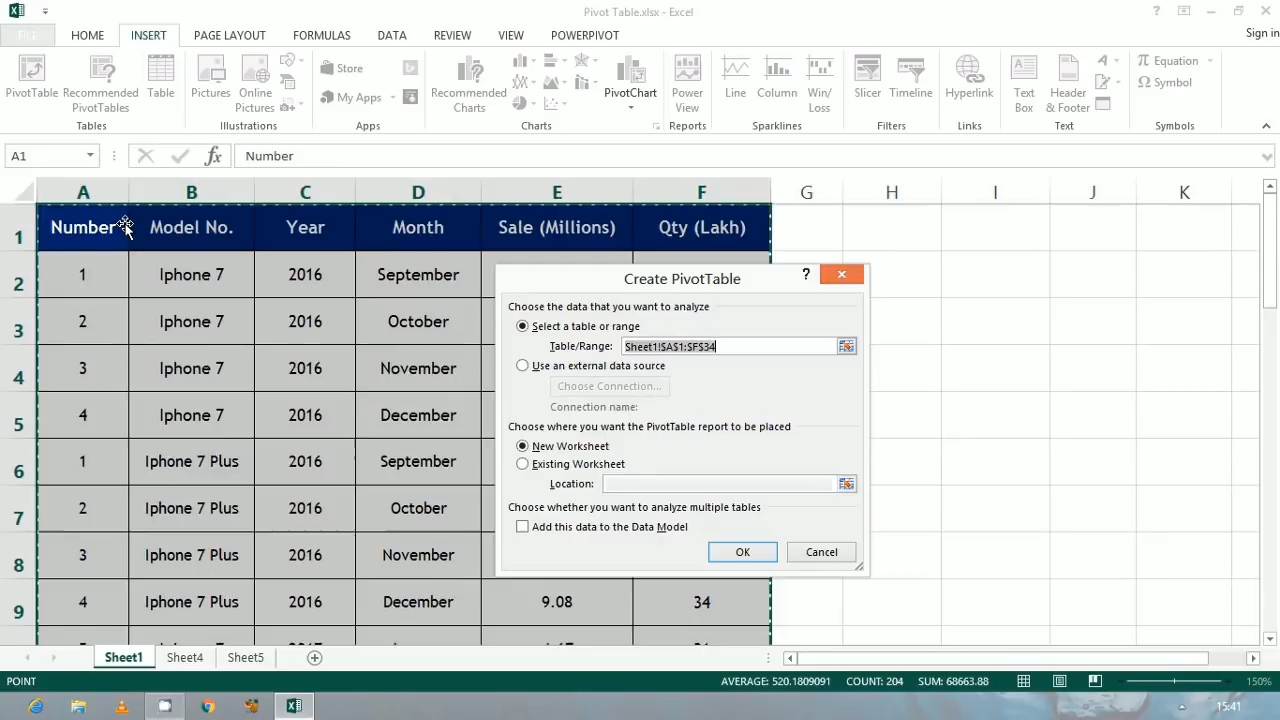 Pivot Table.xlsx - Excel
FILE HOME INSERT PAGE LAYOUT FORMULAS DATA REVIEW VIEW POWERPIVOT Sign in
PivotTable Recommended PivotTables Table
Tables
Pictures Online Pictures
Illustrations
Store
My Apps
Apps
Recommended Charts
PivotChart
Charts
Power View
Reports
Line Column Win/Loss
Sparklines
Slicer Timeline
Filters
Hyperlink
Links
Text Box Header & Footer
Text
Equation
Symbol
Symbols
A1 fx Number
A B C D E F G H I J K
1 Number Model No. Year Month Sale (Millions) Qty (Lakh)
2 1 Iphone 7 2016 September
3 2 Iphone 7 2016 October
4 3 Iphone 7 2016 November
5 4 Iphone 7 2016 December
6 1 Iphone 7 Plus 2016 September
7 2 Iphone 7 Plus 2016 October
8 3 Iphone 7 Plus 2016 November
9 4 Iphone 7 Plus 2016 December 9.08 34
Create PivotTable
Choose the data that you want to analyze
Select a table or range
Table/Range: Sheet1!$A$1:$F$34
Use an external data source
Choose Connection...
Connection name:
Choose where you want the PivotTable report to be placed
New Worksheet
Existing Worksheet
Location:
Choose whether you want to analyze multiple tables
Add this data to the Data Model
OK Cancel
Sheet1 Sheet4 Sheet5
POINT AVERAGE: 520.1809091 COUNT: 204 SUM: 68663.88 150%
15:41